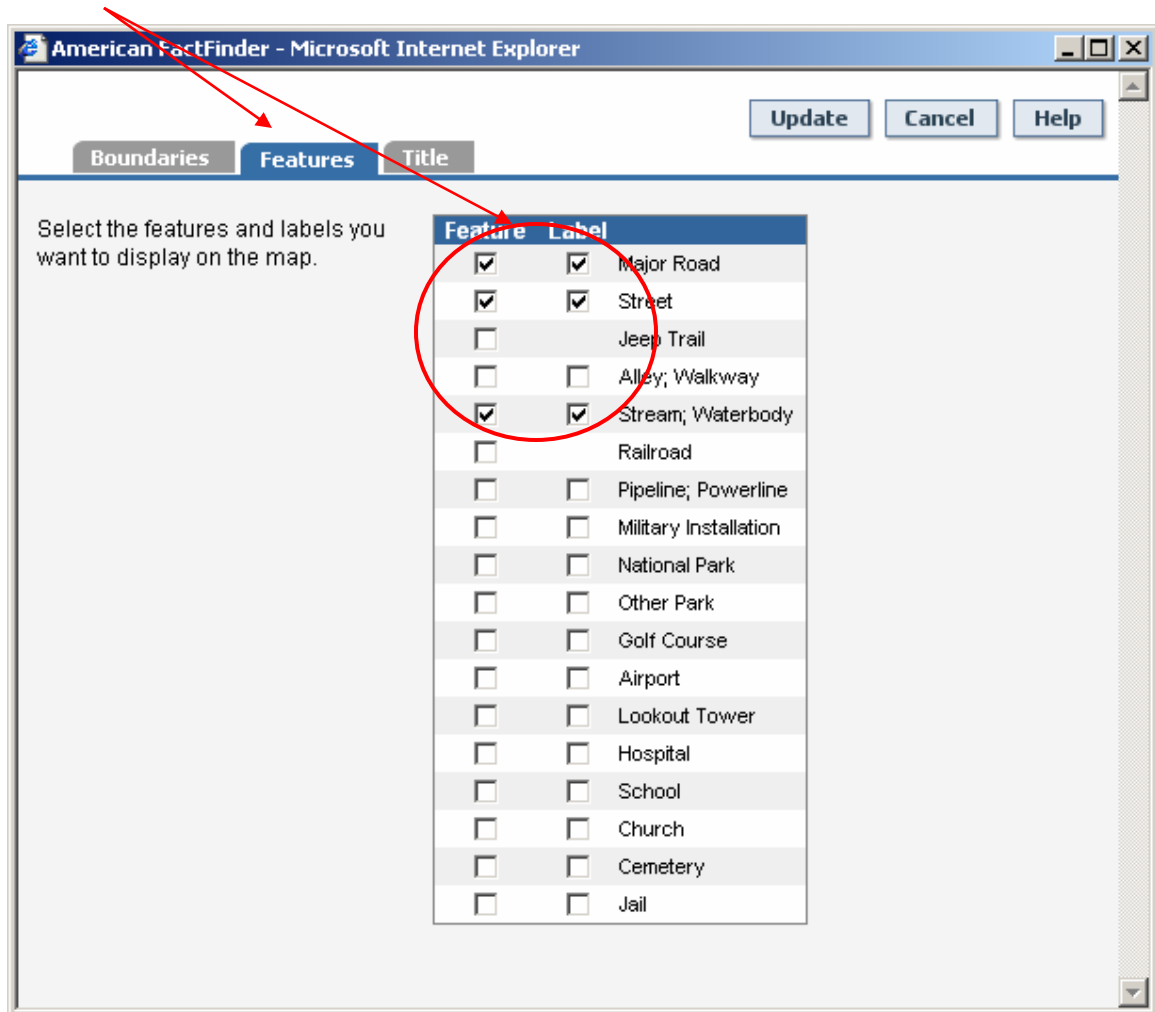 American FactFinder - Microsoft Internet Explorer
Update Cancel Help
Boundaries Features Title
Select the features and labels you
want to display on the map.
Feature Label
Major Road
Street
Jeep Trail
Alley; Walkway
Stream; Waterbody
Railroad
Pipeline; Powerline
Military Installation
National Park
Other Park
Golf Course
Airport
Lookout Tower
Hospital
School
Church
Cemetery
Jail